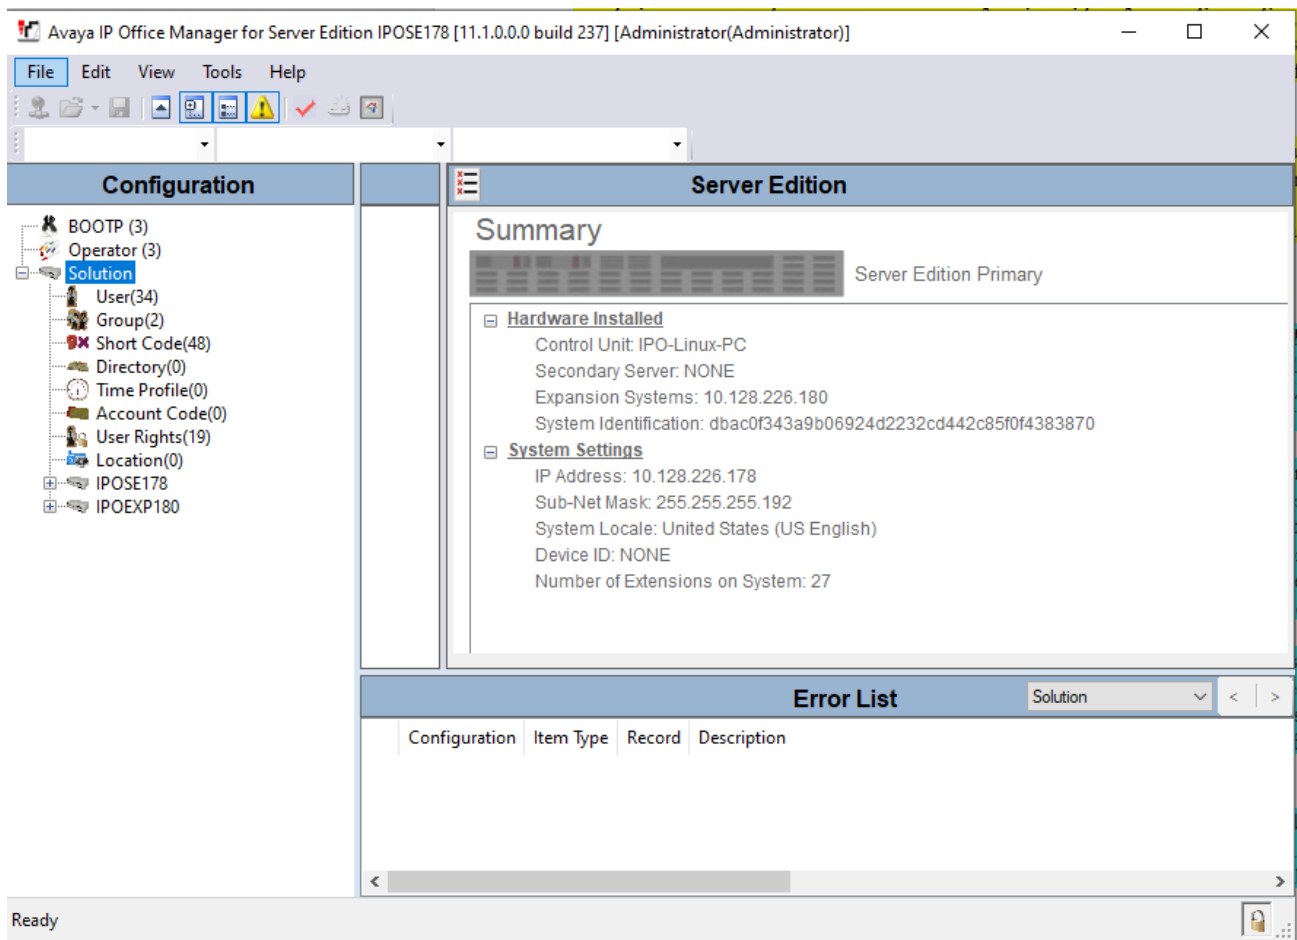 Avaya IP Office Manager for Server Edition IPOSE178 [11.1.0.0.0 build 237] [Administrator(Administrator)]
File Edit View Tools Help
Configuration
BOOTP (3)
Operator (3)
Solution
User(34)
Group(2)
Short Code(48)
Directory(0)
Time Profile(0)
Account Code(0)
User Rights(19)
Location(0)
IPOSE178
IPOEXP180
Server Edition
Summary
Server Edition Primary
Hardware Installed
Control Unit: IPO-Linux-PC
Secondary Server: NONE
Expansion Systems: 10.128.226.180
System Identification: dbac0f343a9b06924d2232cd442c85f0f4383870
System Settings
IP Address: 10.128.226.178
Sub-Net Mask: 255.255.255.192
System Locale: United States (US English)
Device ID: NONE
Number of Extensions on System: 27
Error List
Solution
Configuration Item Type Record Description
Ready